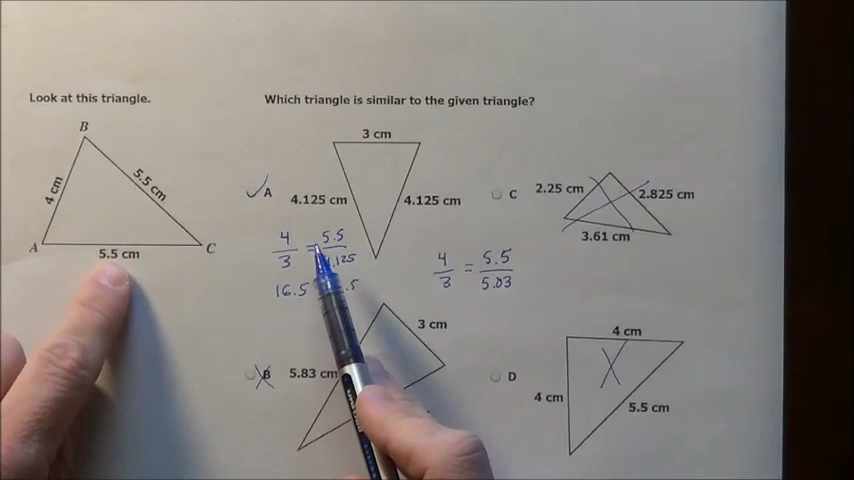 Look at this triangle.
B
4 cm
5.5 cm
A
C
5.5 cm
Which triangle is similar to the given triangle?
A
3 cm
4.125 cm
4.125 cm
4/3 = 5.5/4.125
16.5
.5
C
2.25 cm
2.825 cm
3.61 cm
4/3 = 5.5/5.03
B
5.83 cm
3 cm
D
4 cm
4 cm
5.5 cm